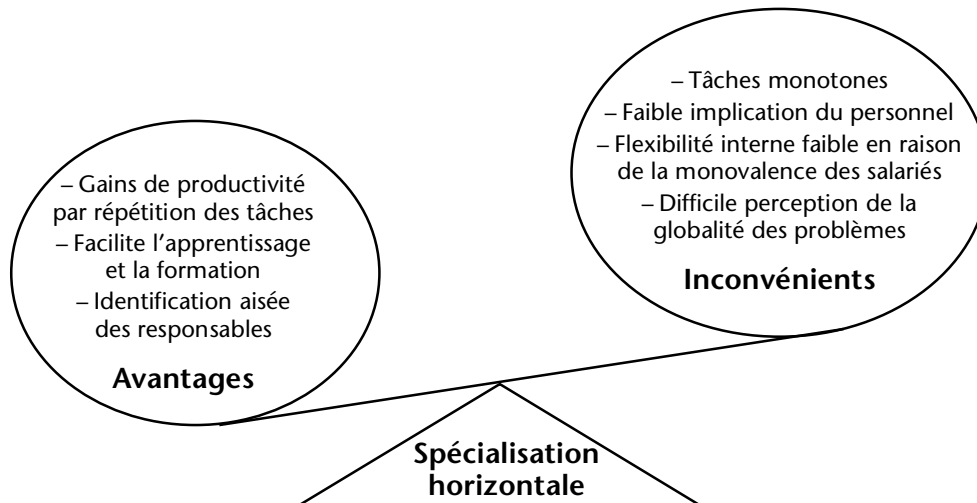 – Gains de productivité
par répétition des tâches
– Facilite l'apprentissage
et la formation
– Identification aisée
des responsables
Avantages
– Tâches monotones
– Faible implication du personnel
– Flexibilité interne faible en raison
de la monovalence des salariés
– Difficile perception de la
globalité des problèmes
Inconvénients
Spécialisation
horizontale